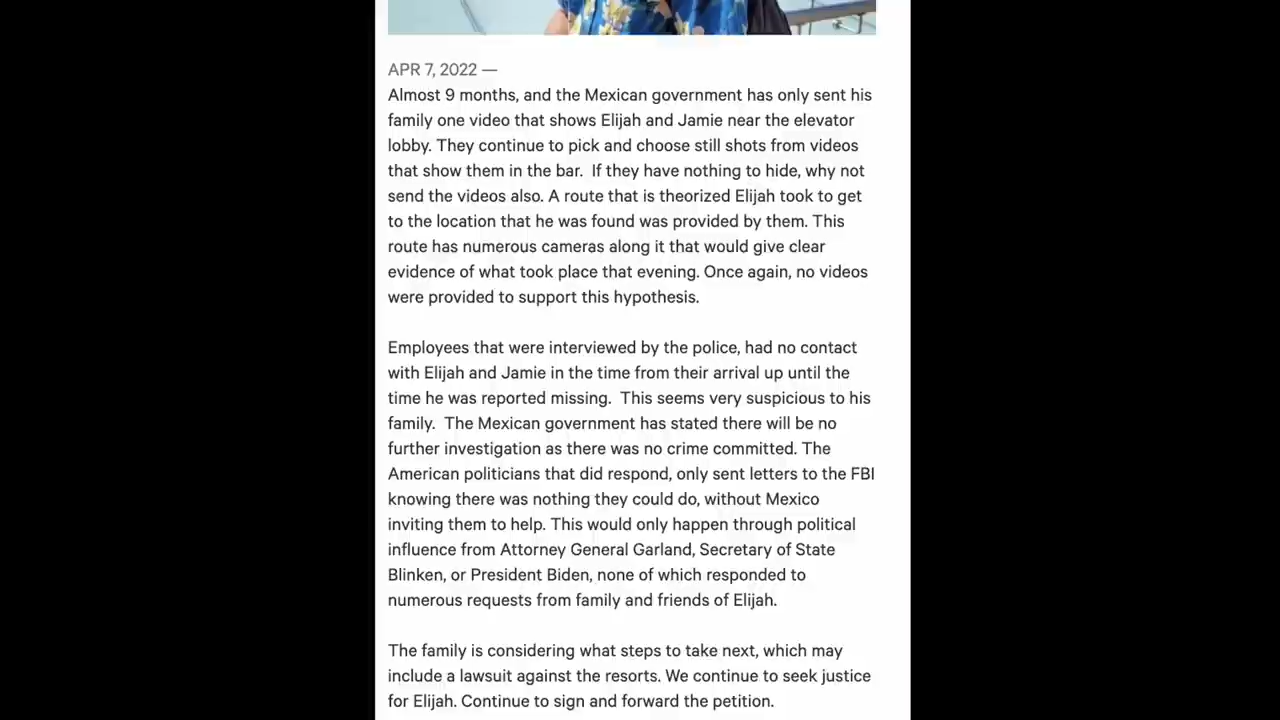 APR 7, 2022 —
Almost 9 months, and the Mexican government has only sent his
family one video that shows Elijah and Jamie near the elevator
lobby. They continue to pick and choose still shots from videos
that show them in the bar.  If they have nothing to hide, why not
send the videos also. A route that is theorized Elijah took to get
to the location that he was found was provided by them. This
route has numerous cameras along it that would give clear
evidence of what took place that evening. Once again, no videos
were provided to support this hypothesis.
Employees that were interviewed by the police, had no contact
with Elijah and Jamie in the time from their arrival up until the
time he was reported missing.  This seems very suspicious to his
family.  The Mexican government has stated there will be no
further investigation as there was no crime committed. The
American politicians that did respond, only sent letters to the FBI
knowing there was nothing they could do, without Mexico
inviting them to help. This would only happen through political
influence from Attorney General Garland, Secretary of State
Blinken, or President Biden, none of which responded to
numerous requests from family and friends of Elijah.
The family is considering what steps to take next, which may
include a lawsuit against the resorts. We continue to seek justice
for Elijah. Continue to sign and forward the petition.